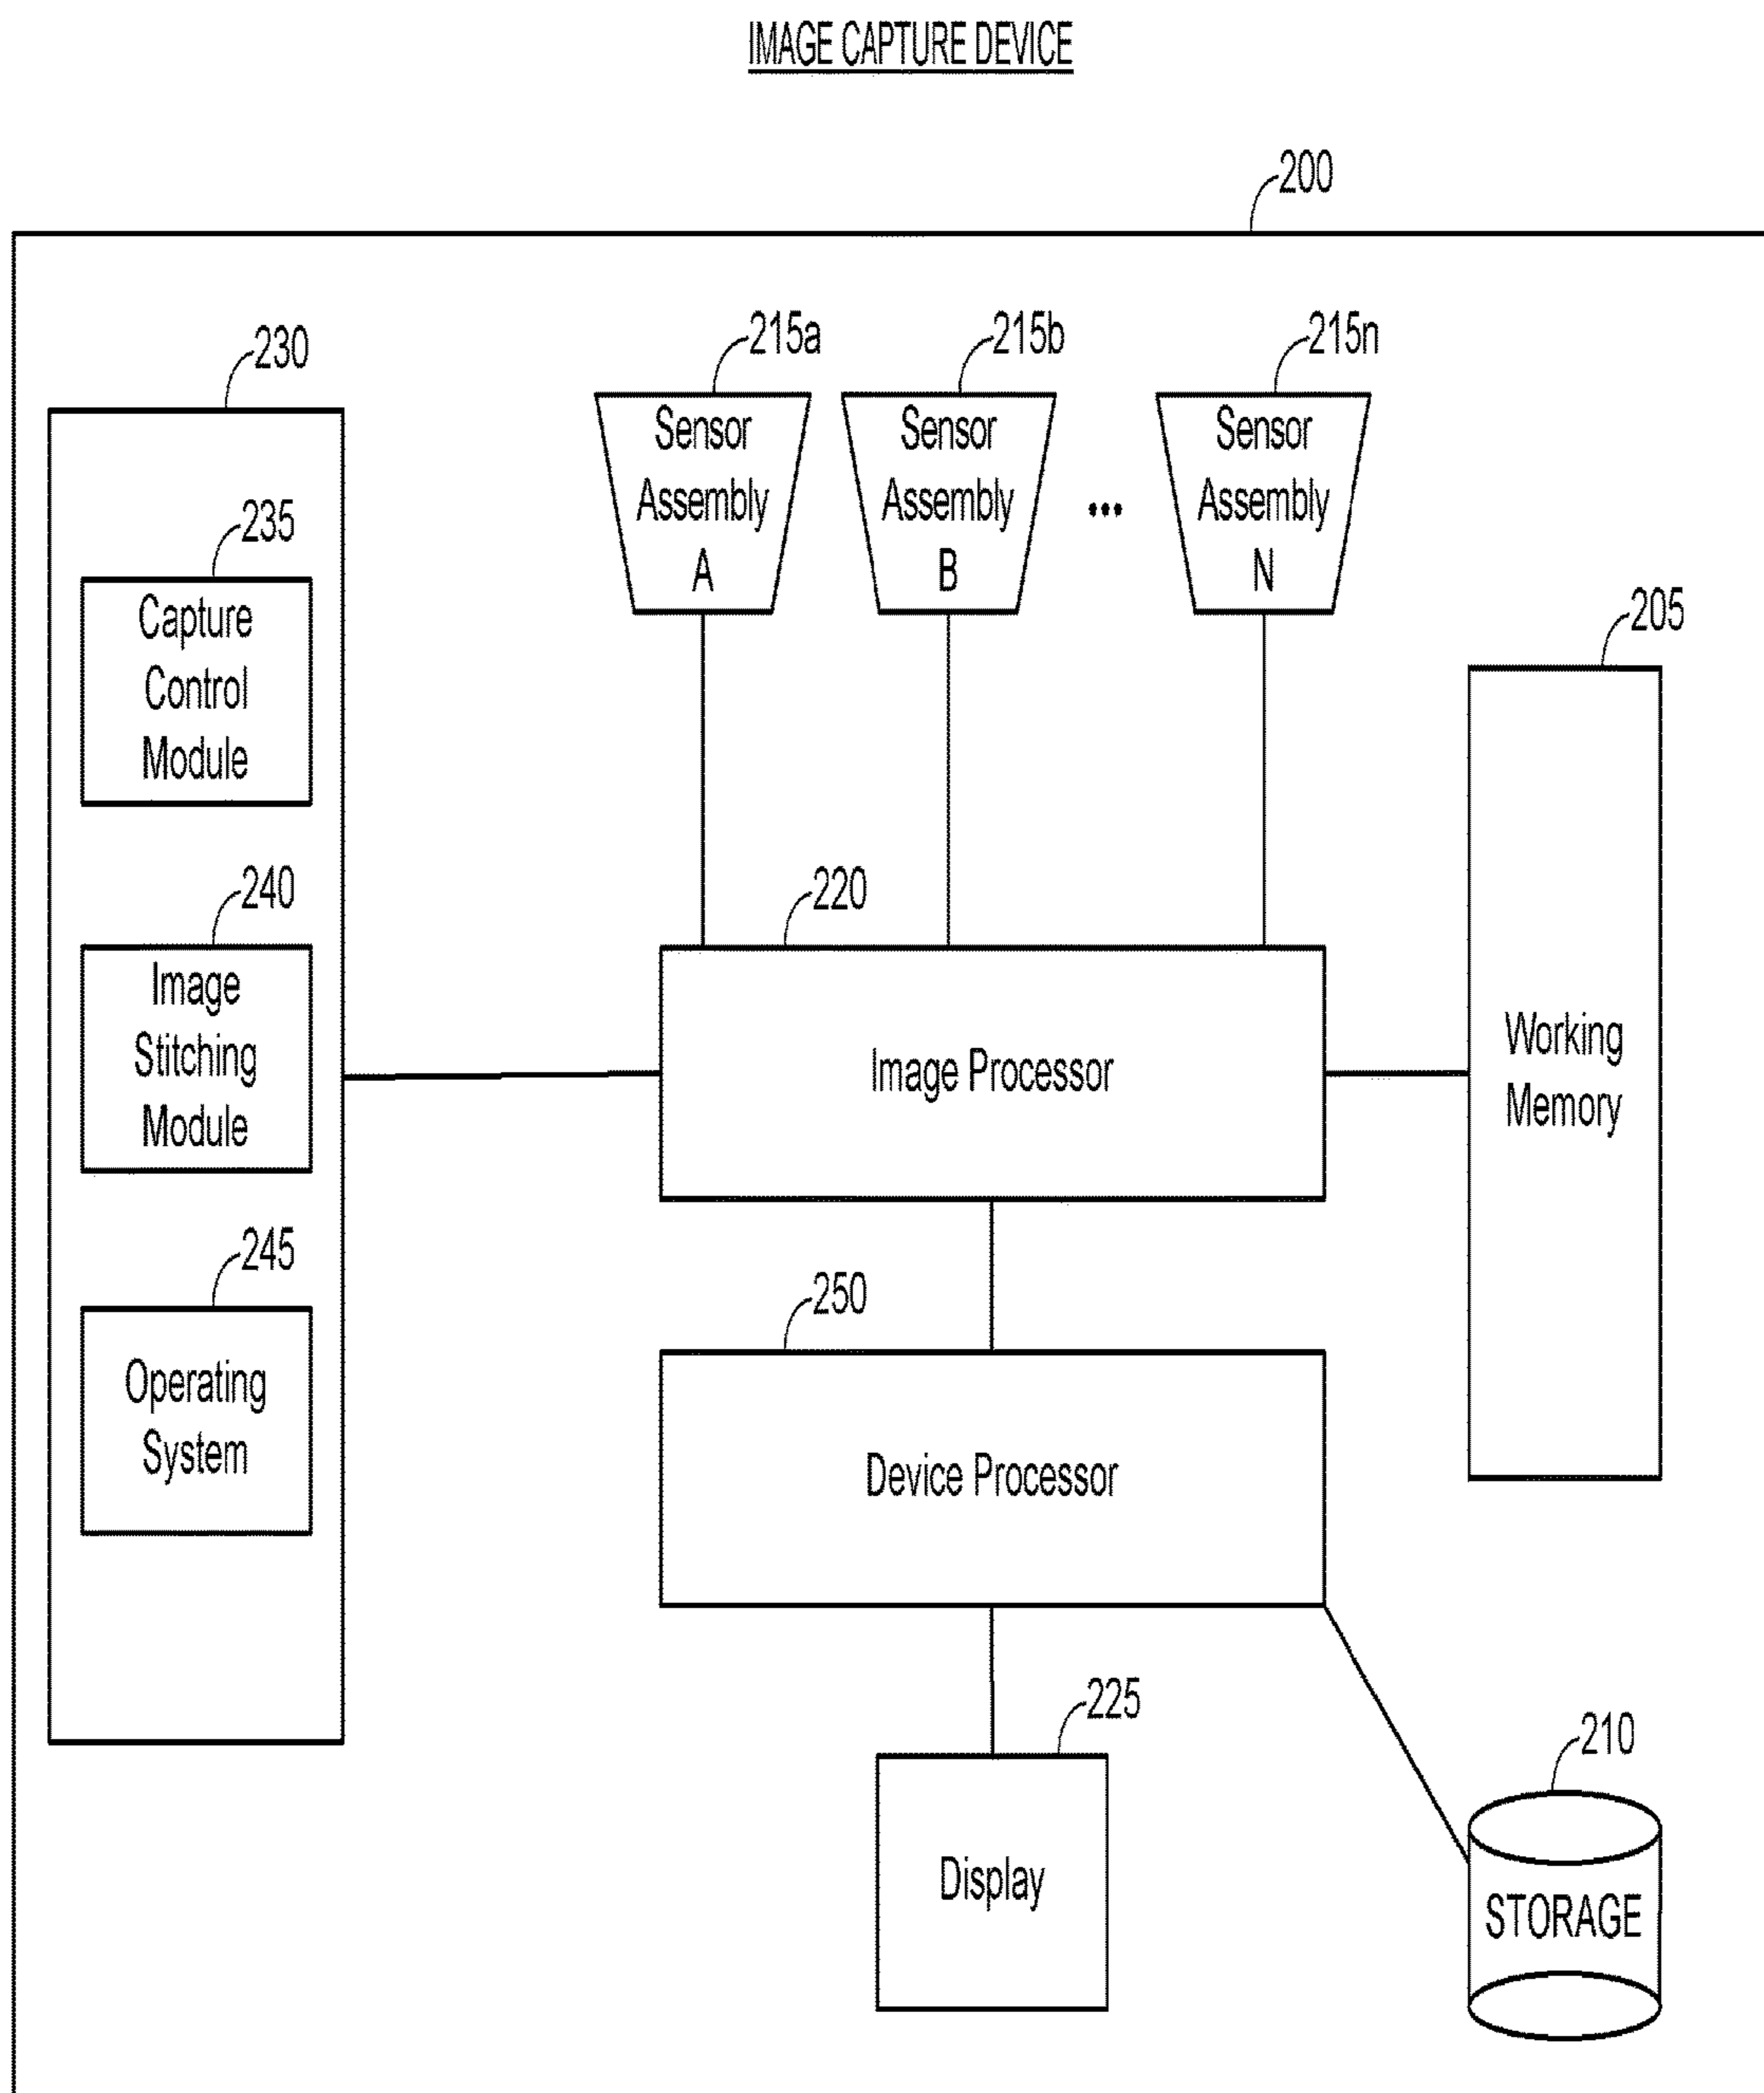 IMAGE CAPTURE DEVICE
200
230
215a
215b
215n
Sensor
Assembly
A
Sensor
Assembly
B
...
Sensor
Assembly
N
235
Capture
Control
Module
205
Working
Memory
240
Image
Stitching
Module
220
Image Processor
245
Operating
System
250
Device Processor
225
Display
210
STORAGE